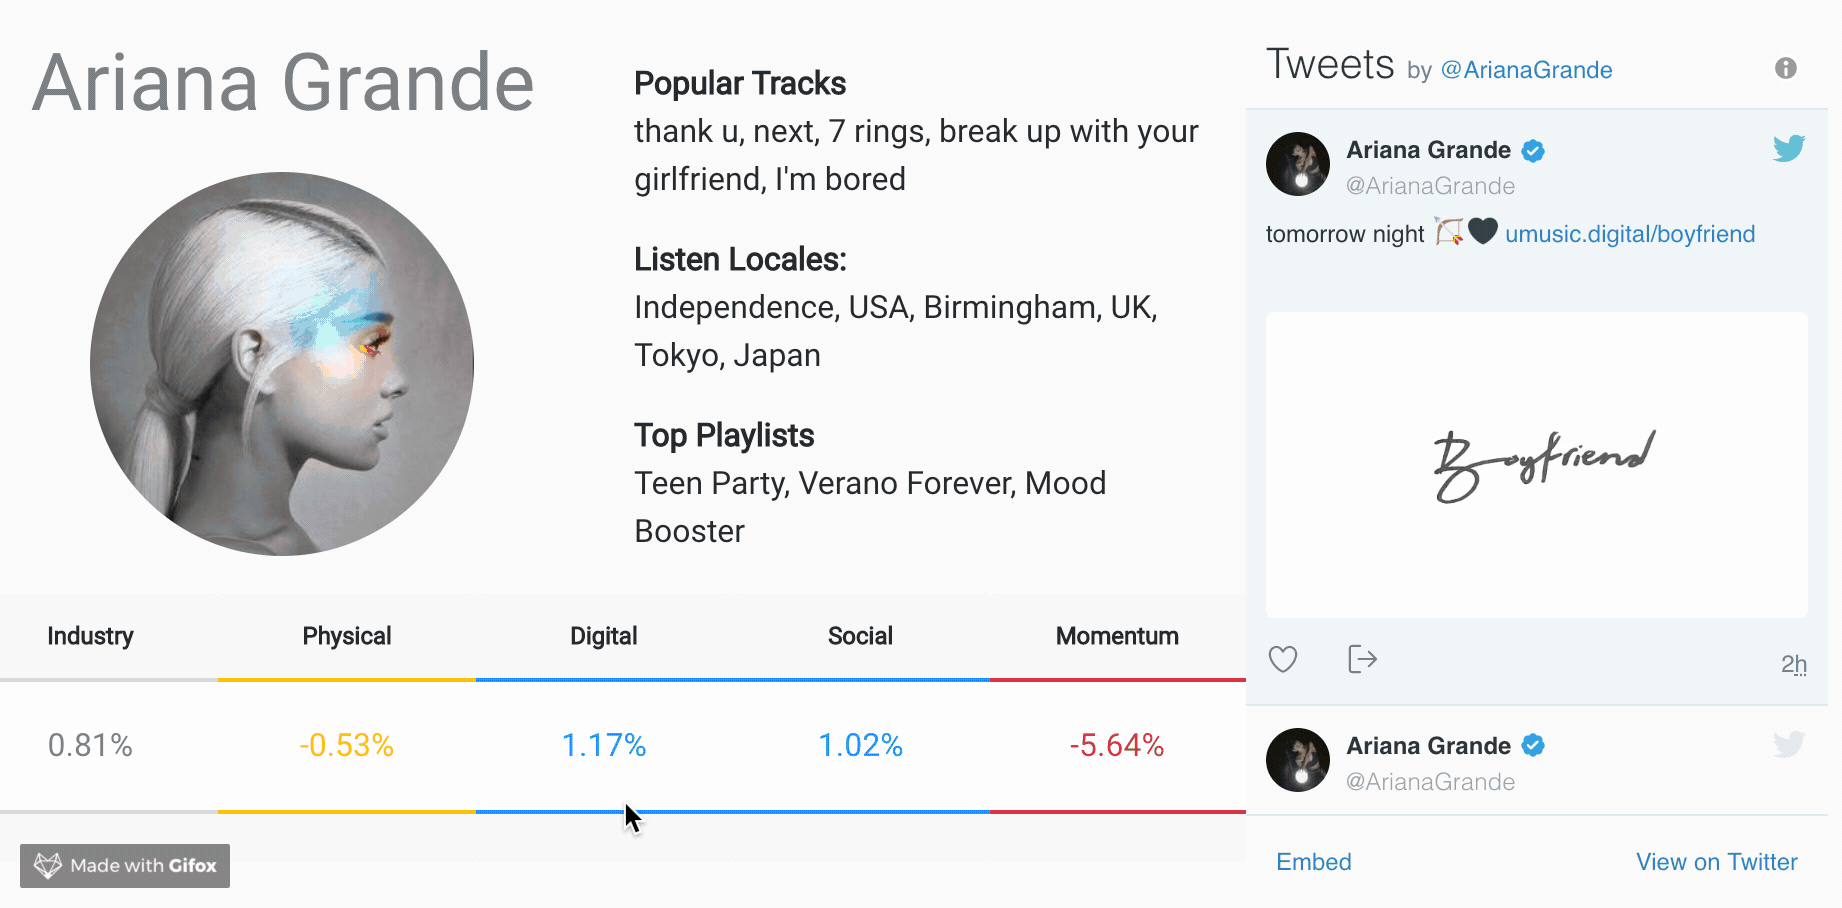 Ariana Grande
Popular Tracks
thank u, next, 7 rings, break up with your
girlfriend, I'm bored
Listen Locales:
Independence, USA, Birmingham, UK,
Tokyo, Japan
Top Playlists
Teen Party, Verano Forever, Mood
Booster
Industry Physical Digital Social Momentum
0.81% -0.53% 1.17% 1.02% -5.64%
Made with Gifox
Tweets by @ArianaGrande
Ariana Grande
@ArianaGrande
tomorrow night 🏹🖤 umusic.digital/boyfriend
Boyfriend
2h
Ariana Grande
@ArianaGrande
Embed View on Twitter